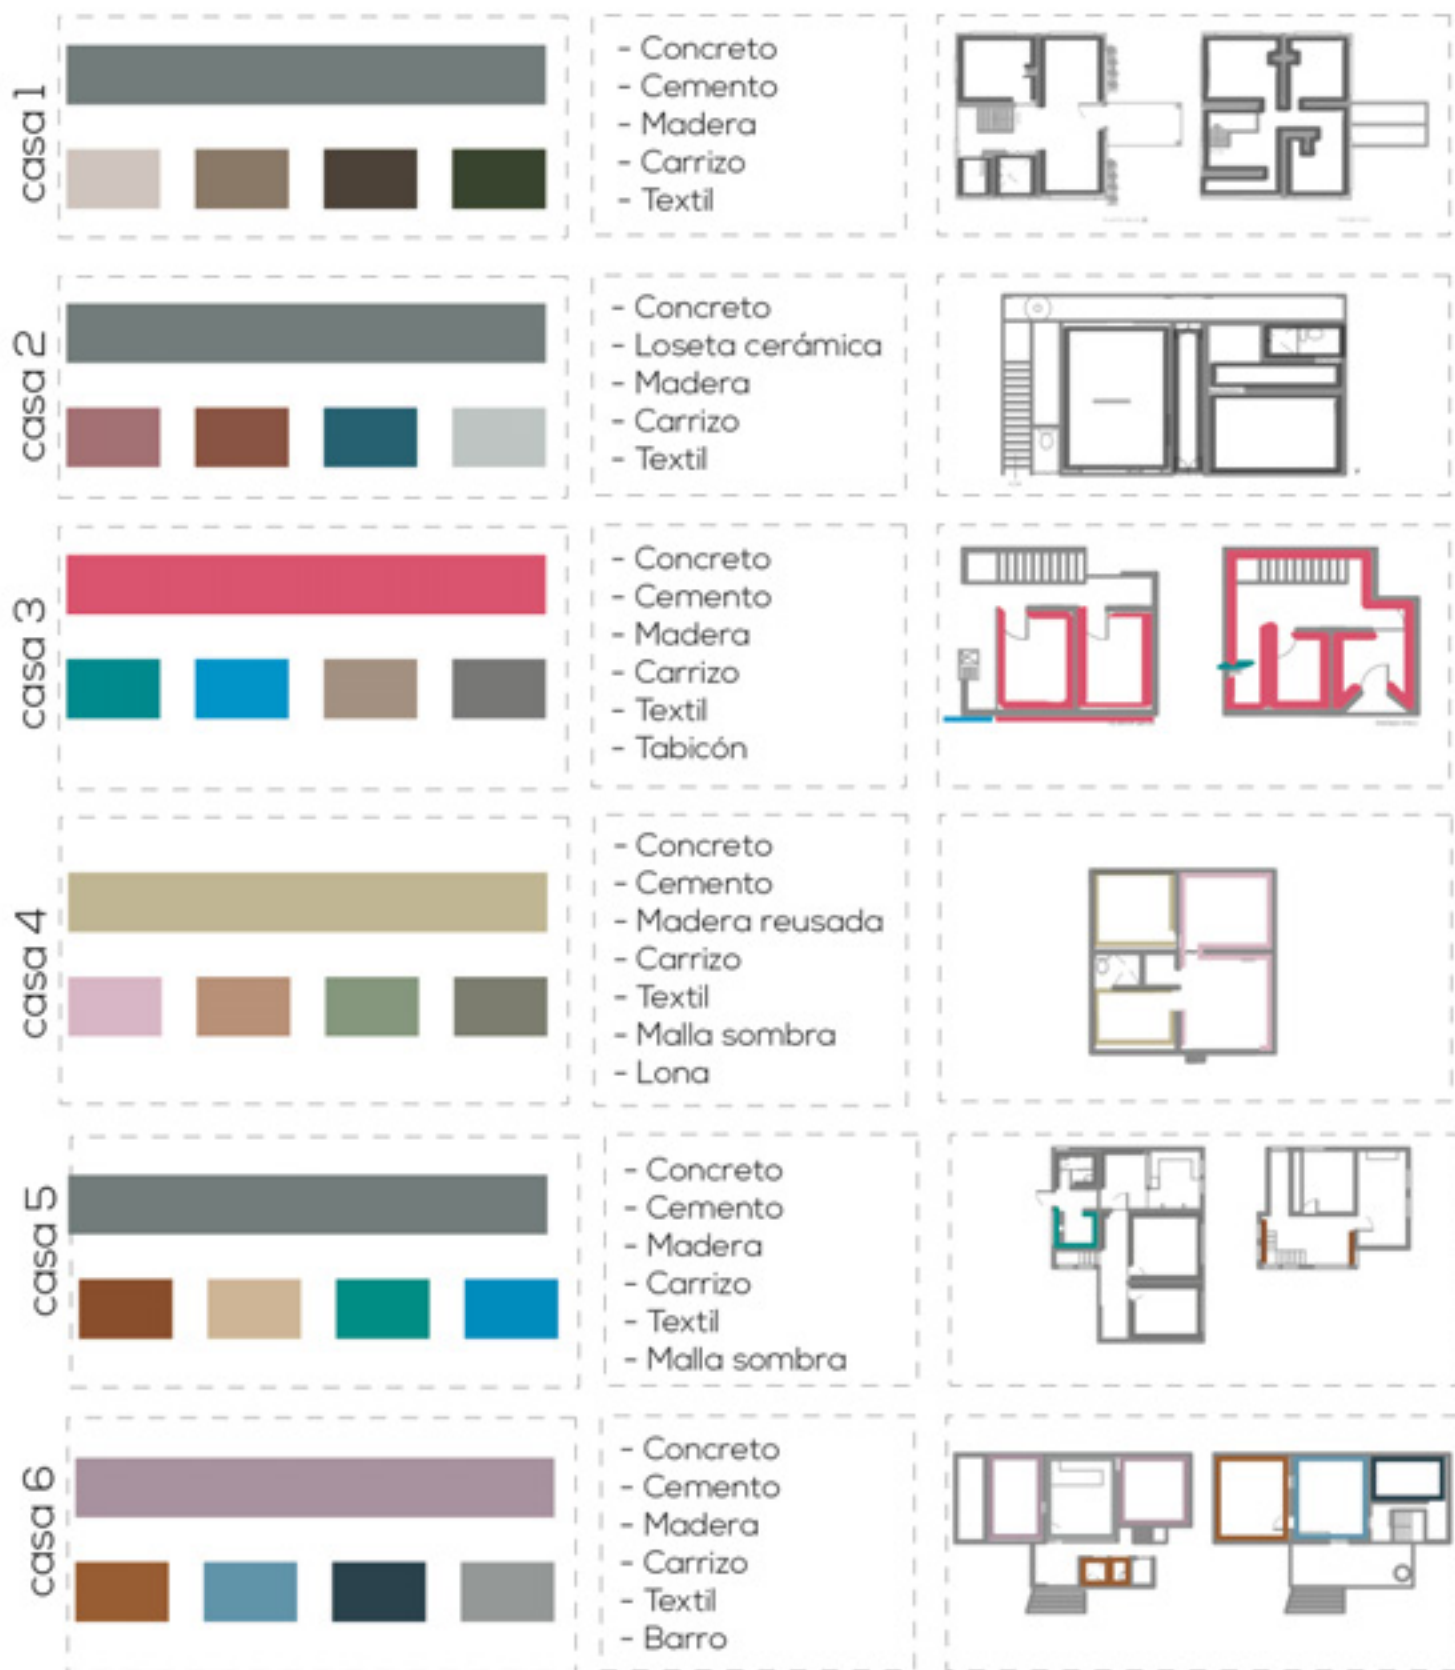 casa 1
- Concreto
- Cemento
- Madera
- Carrizo
- Textil
casa 2
- Concreto
- Loseta cerámica
- Madera
- Carrizo
- Textil
casa 3
- Concreto
- Cemento
- Madera
- Carrizo
- Textil
- Tabicón
casa 4
- Concreto
- Cemento
- Madera reusada
- Carrizo
- Textil
- Malla sombra
- Lona
casa 5
- Concreto
- Cemento
- Madera
- Carrizo
- Textil
- Malla sombra
casa 6
- Concreto
- Cemento
- Madera
- Carrizo
- Textil
- Barro